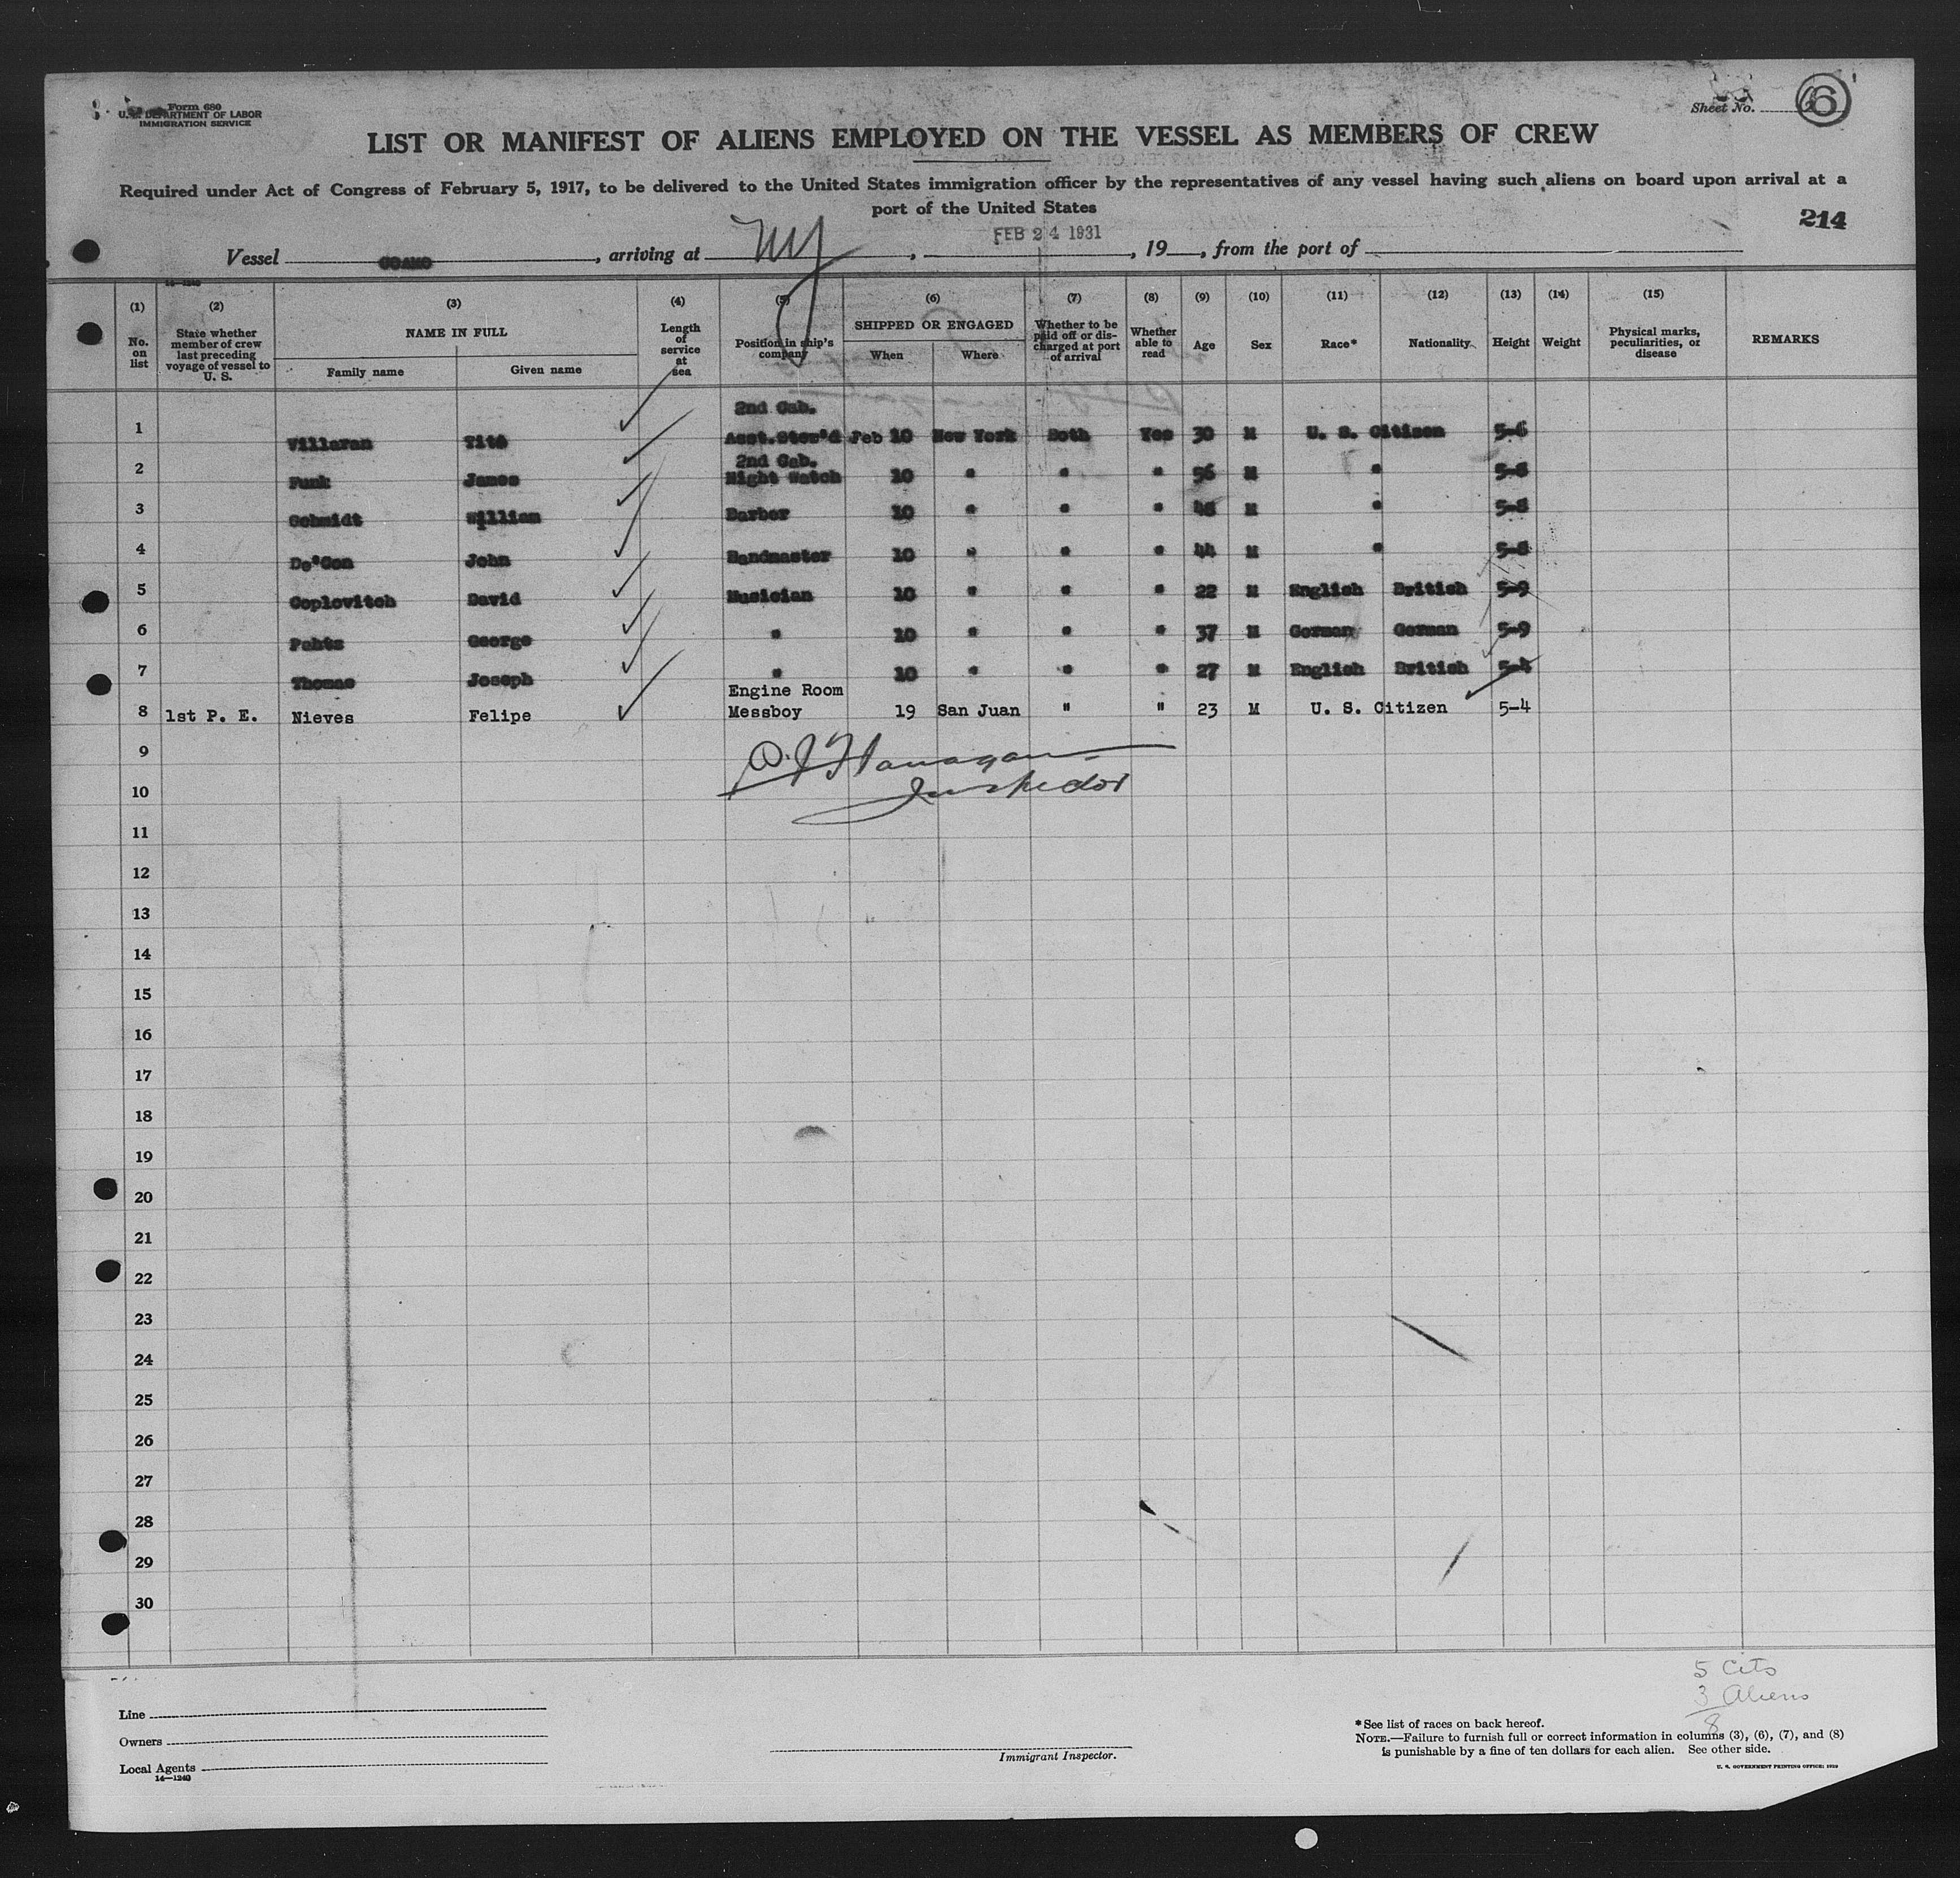 Form 680
U. S. DEPARTMENT OF LABOR
IMMIGRATION SERVICE
Sheet No. 6
LIST OR MANIFEST OF ALIENS EMPLOYED ON THE VESSEL AS MEMBERS OF CREW
Required under Act of Congress of February 5, 1917, to be delivered to the United States immigration officer by the representatives of any vessel having such aliens on board upon arrival at a
port of the United States
214
Vessel COAMO, arriving at NY, FEB 24 1931, 19, from the port of
14—1240
(1) No. on list
(2) State whether member of crew last preceding voyage of vessel to U. S.
(3) NAME IN FULL Family name Given name
(4) Length of service at sea
(5) Position in ship's company
(6) SHIPPED OR ENGAGED When Where
(7) Whether to be paid off or discharged at port of arrival
(8) Whether able to read
(9) Age
(10) Sex
(11) Race*
(12) Nationality
(13) Height
(14) Weight
(15) Physical marks, peculiarities, or disease
REMARKS
1 Villaran Tito 2nd Cab. Asst.Stew'd Feb 10 New York Both Yes 30 M U. S. Citizen 5-6
2 Funk James 2nd Cab. Night Watch 10 " " " 56 M " 5-8
3 Schmidt William Barber 10 " " " M " 5-8
4 De'Con John Bandmaster 10 " " " 44 M " 5-8
5 Coplovitch David Musician 10 " " " 22 M English British 5-9
6 Pahts George " 10 " " " 37 M German German 5-9
7 Thomas Joseph " 10 " " " 27 M English British 5-4
8 1st P. E. Nieves Felipe Engine Room Messboy 19 San Juan " " 23 M U. S. Citizen 5-4
9
Flanagan
10
Inspector
11
12
13
14
15
16
17
18
19
20
21
22
23
24
25
26
27
28
29
30
5 Cits
3 Aliens
8
Line
Owners
Local Agents
14—1240
Immigrant Inspector.
*See list of races on back hereof.
NOTE.—Failure to furnish full or correct information in columns (3), (6), (7), and (8)
is punishable by a fine of ten dollars for each alien. See other side.
U. S. GOVERNMENT PRINTING OFFICE: